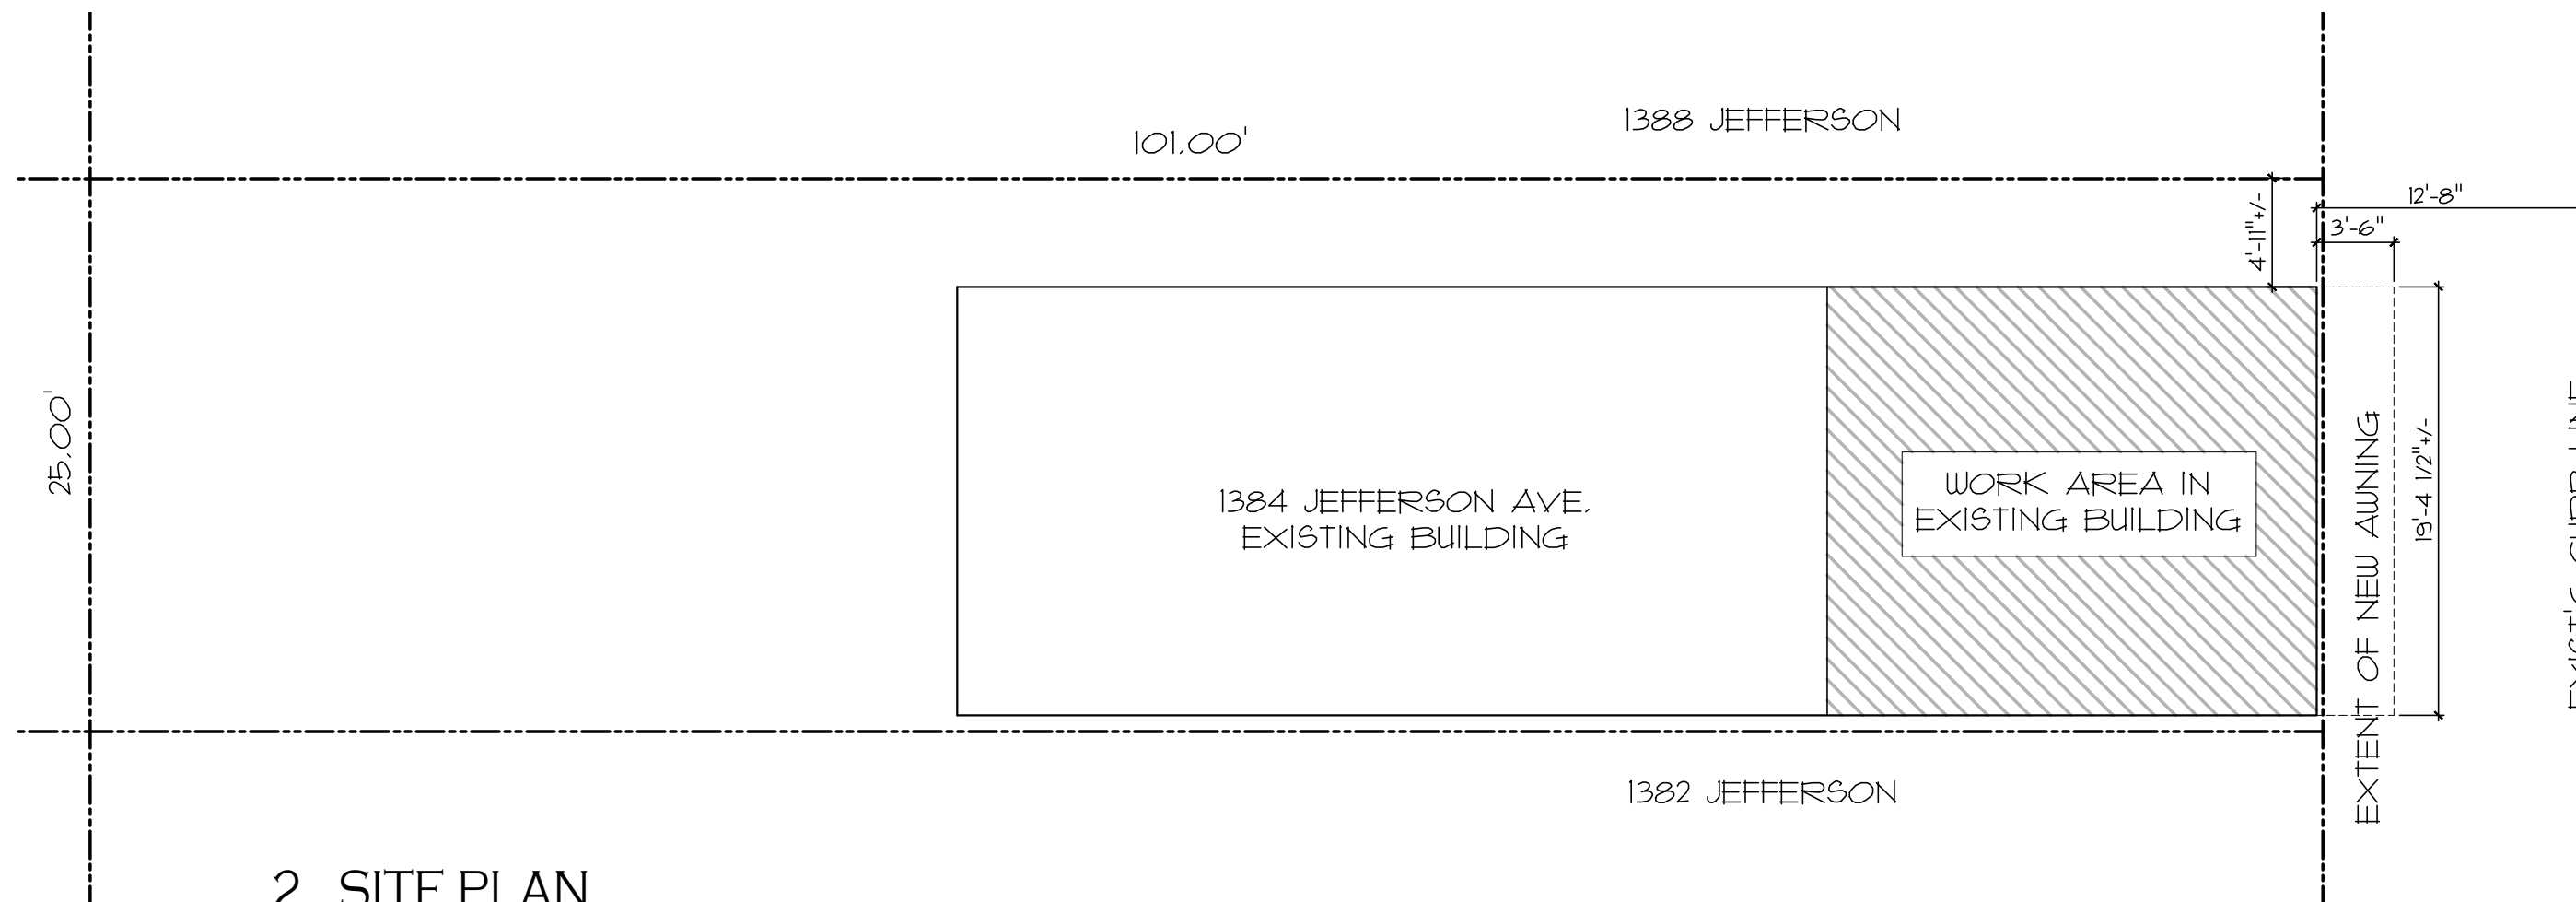 1388 JEFFERSON
101.00'
12'-8"
3'-6"
4'-11"+/-
25.00'
19'-4 1/2"+/-
WORK AREA IN
EXISTING BUILDING
1384 JEFFERSON AVE.
EXISTING BUILDING
EXTENT OF NEW AWNING
1382 JEFFERSON
2 SITE PLAN